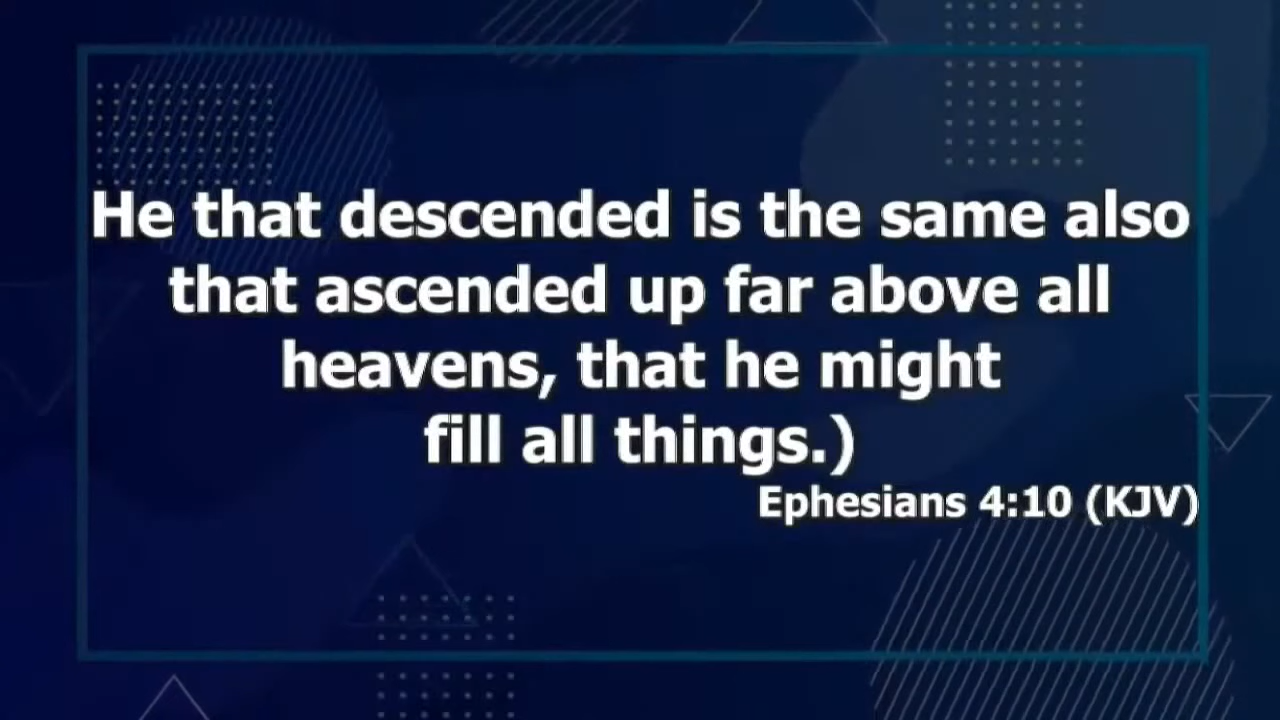 He that descended is the same also
that ascended up far above all
heavens, that he might
fill all things.)
Ephesians 4:10 (KJV)